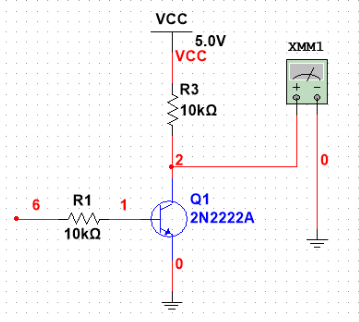 VCC
5.0V
VCC
XMM1
R3
10kΩ
2
0
6
R1
1
10kΩ
Q1
2N2222A
0